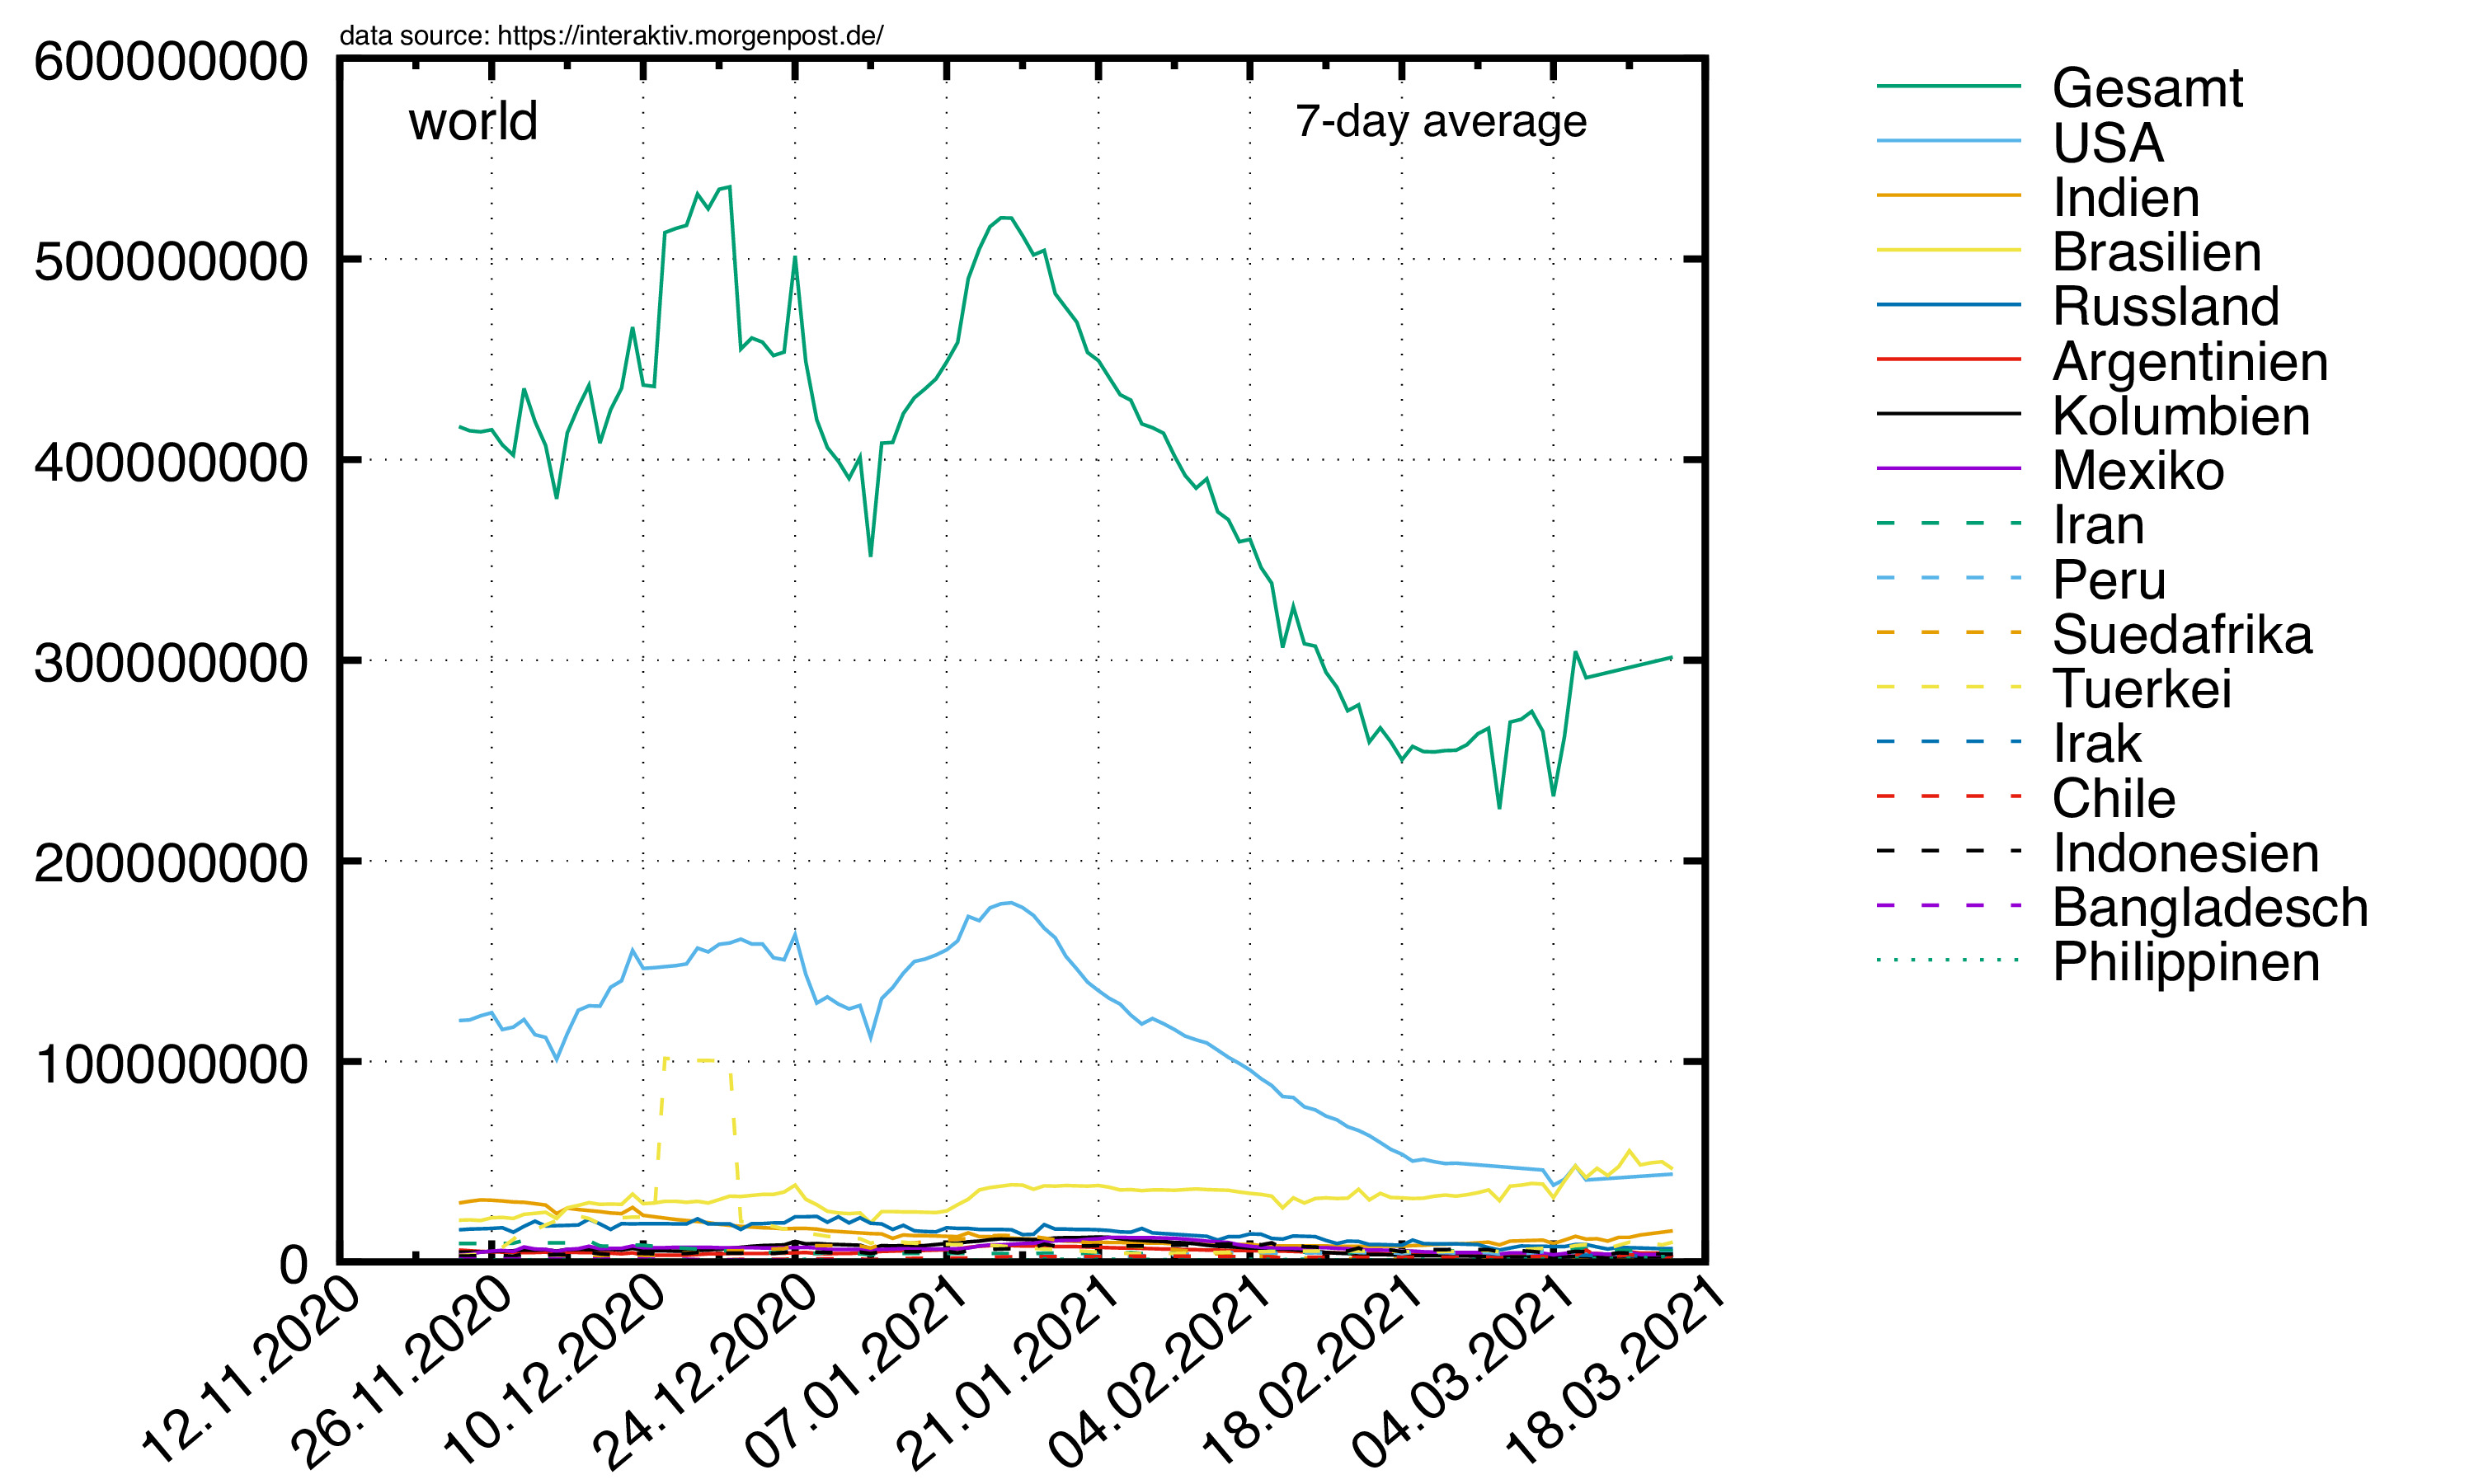 data source: https://interaktiv.morgenpost.de/
600000000
500000000
400000000
300000000
200000000
100000000
0
world
7-day average
12.11.2020
26.11.2020
10.12.2020
24.12.2020
07.01.2021
21.01.2021
04.02.2021
18.02.2021
04.03.2021
18.03.2021
Gesamt
USA
Indien
Brasilien
Russland
Argentinien
Kolumbien
Mexiko
Iran
Peru
Suedafrika
Tuerkei
Irak
Chile
Indonesien
Bangladesch
Philippinen